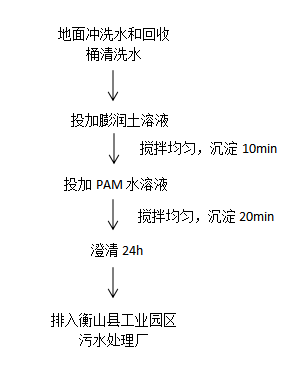 地面冲洗水和回收
桶清洗水
投加膨润土溶液
搅拌均匀，沉淀 10min
投加 PAM 水溶液
搅拌均匀，沉淀 20min
澄清 24h
排入衡山县工业园区
污水处理厂